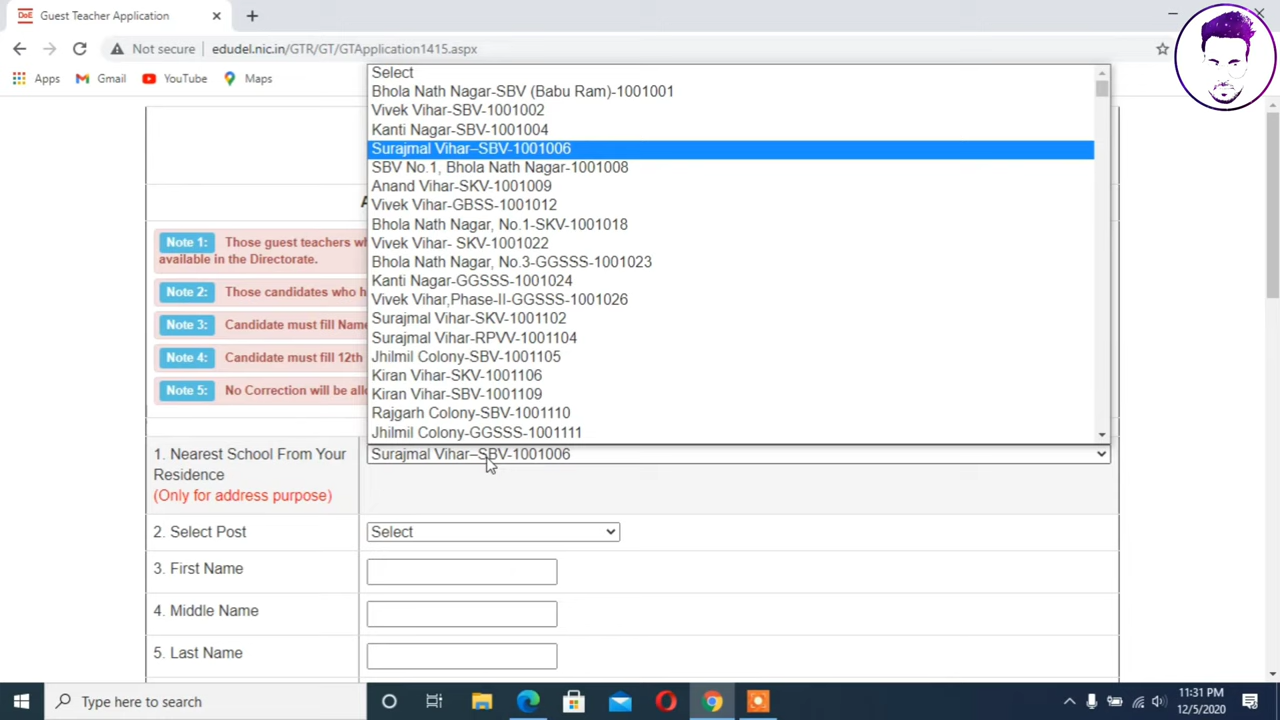 DoE Guest Teacher Application
Not secure edudel.nic.in/GTR/GT/GTApplication1415.aspx
Apps Gmail YouTube Maps
Select
Bhola Nath Nagar-SBV (Babu Ram)-1001001
Vivek Vihar-SBV-1001002
Kanti Nagar-SBV-1001004
Surajmal Vihar–SBV-1001006
SBV No.1, Bhola Nath Nagar-1001008
Anand Vihar-SKV-1001009
Vivek Vihar-GBSS-1001012
Bhola Nath Nagar, No.1-SKV-1001018
Vivek Vihar- SKV-1001022
Bhola Nath Nagar, No.3-GGSSS-1001023
Kanti Nagar-GGSSS-1001024
Vivek Vihar,Phase-II-GGSSS-1001026
Surajmal Vihar-SKV-1001102
Surajmal Vihar-RPVV-1001104
Jhilmil Colony-SBV-1001105
Kiran Vihar-SKV-1001106
Kiran Vihar-SBV-1001109
Rajgarh Colony-SBV-1001110
Jhilmil Colony-GGSSS-1001111
A
Note 1: Those guest teachers wh
available in the Directorate.
Note 2: Those candidates who h
Note 3: Candidate must fill Name
Note 4: Candidate must fill 12th
Note 5: No Correction will be allo
1. Nearest School From Your
Residence
(Only for address purpose)
Surajmal Vihar–SBV-1001006
2. Select Post Select
3. First Name
4. Middle Name
5. Last Name
Type here to search
11:31 PM
12/5/2020